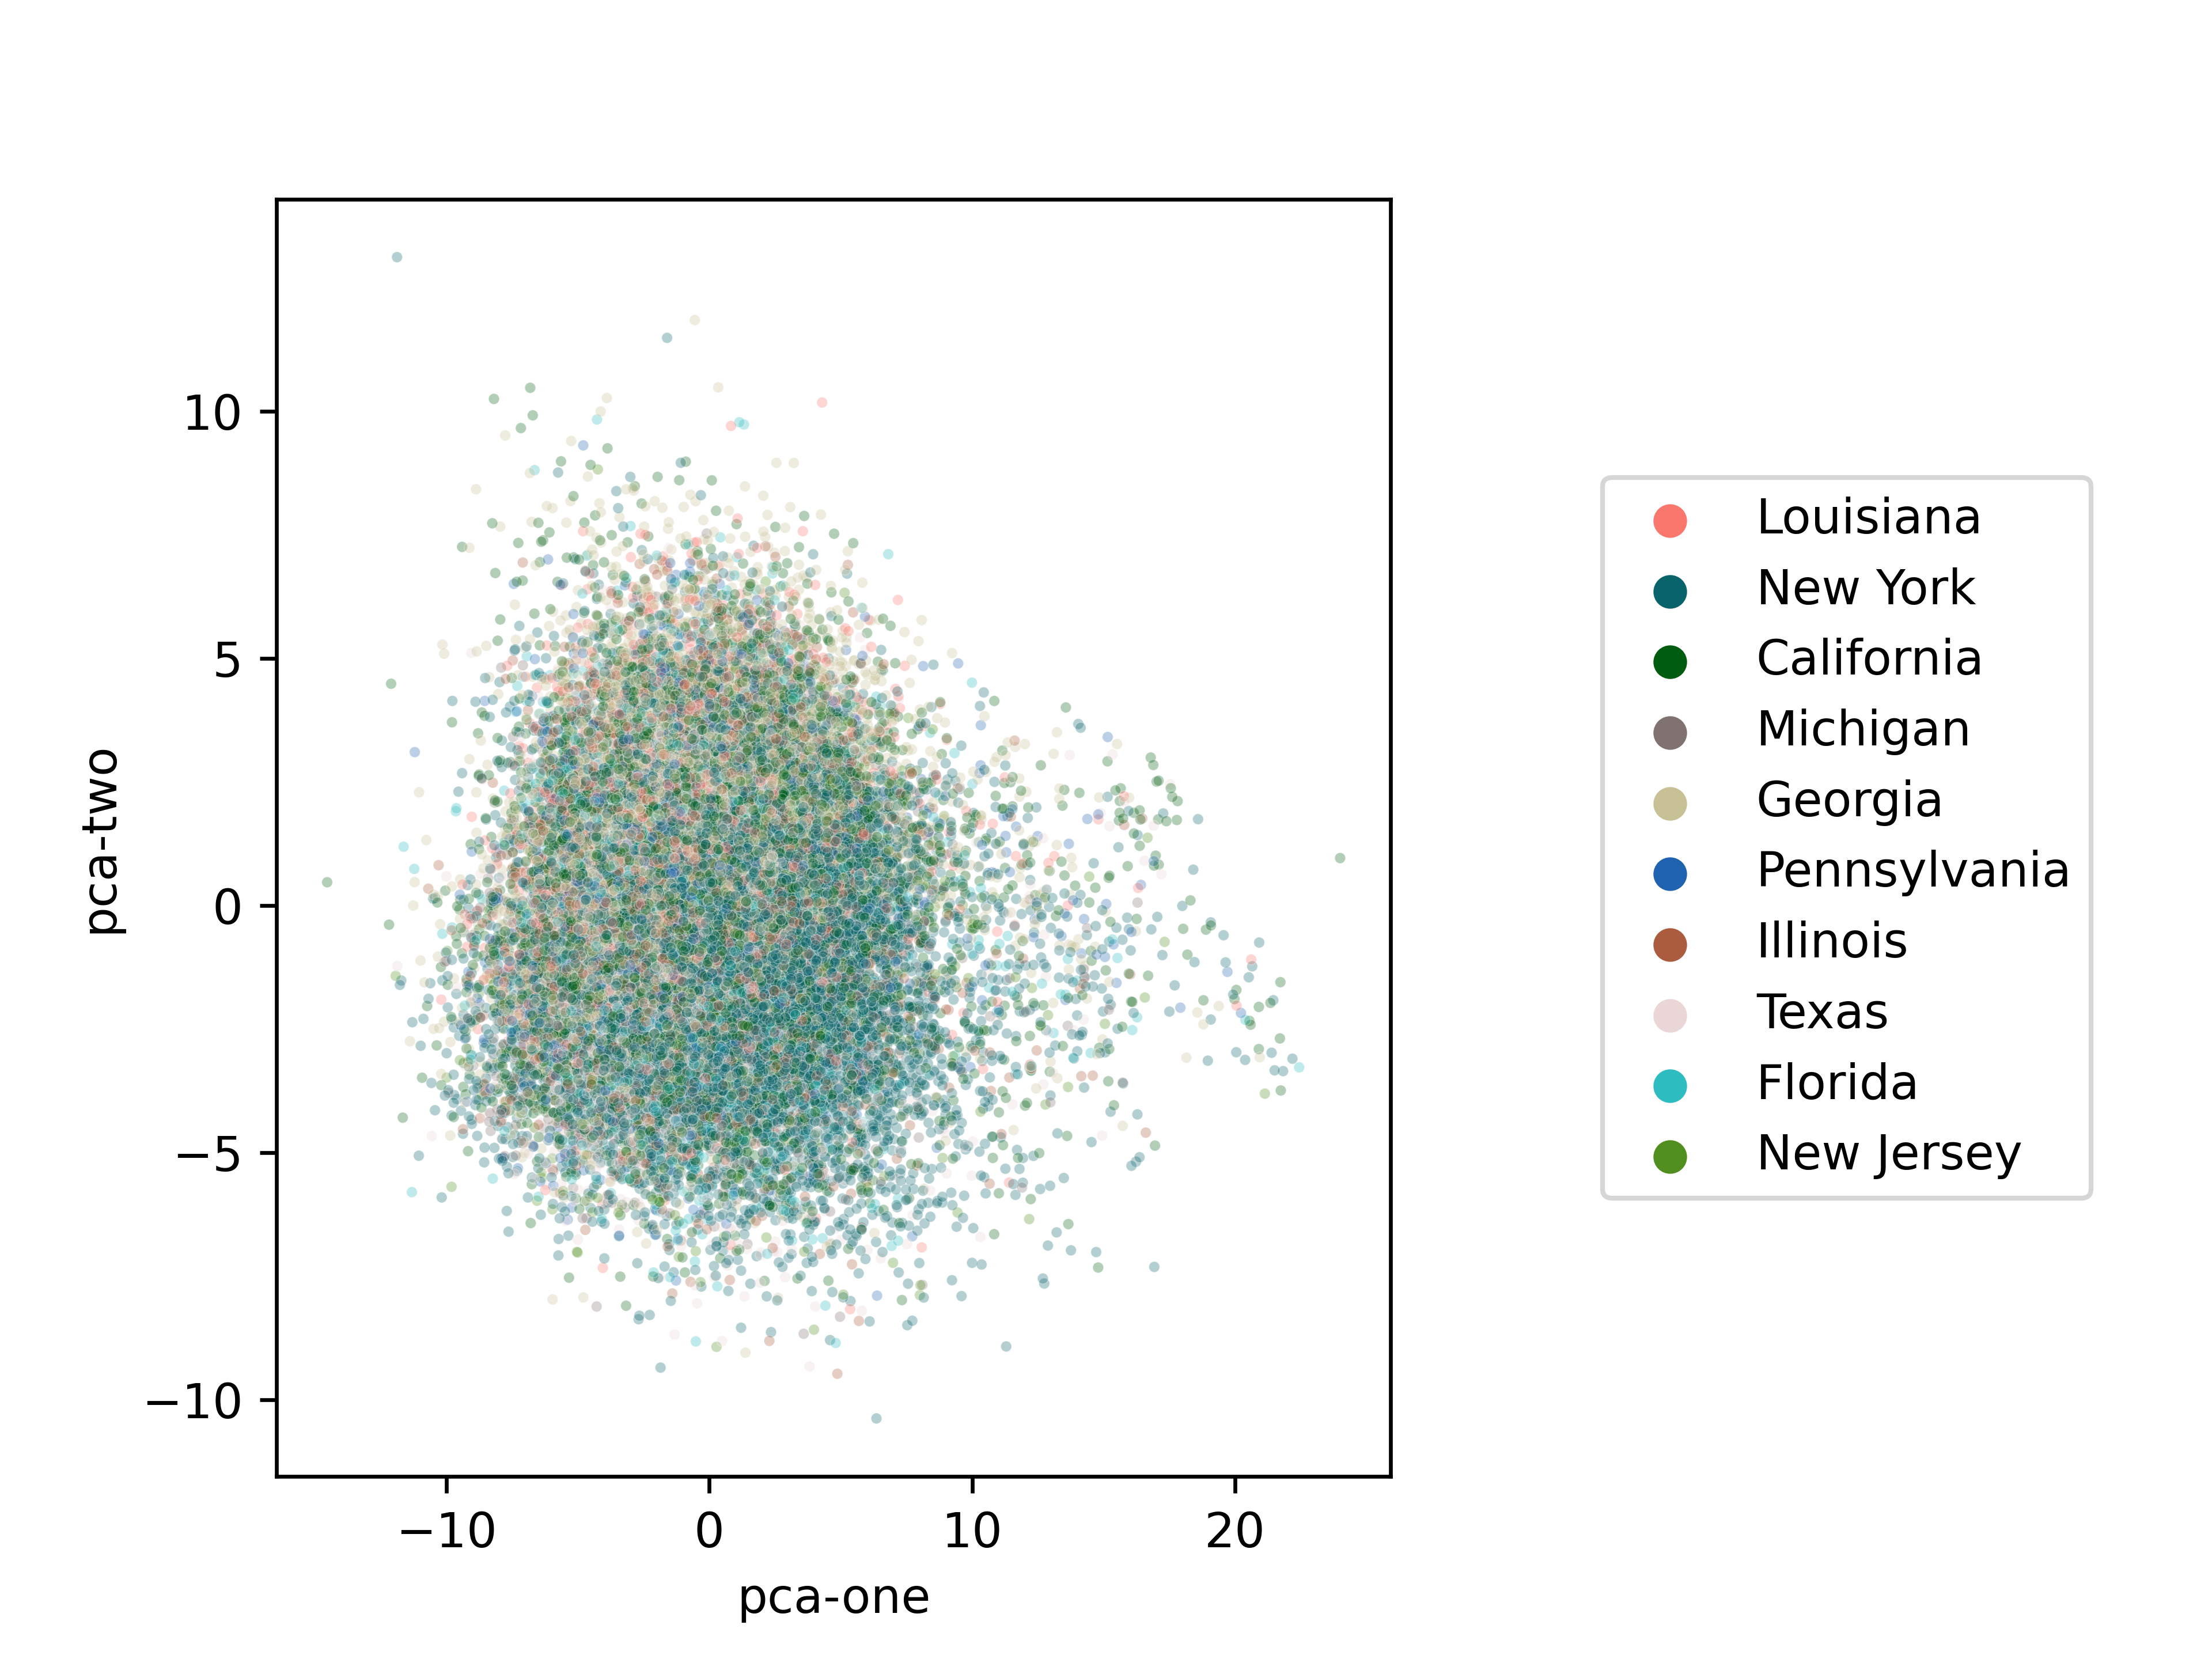 10
5
0
−5
−10
pca-two
−10 0 10 20
pca-one
Louisiana
New York
California
Michigan
Georgia
Pennsylvania
Illinois
Texas
Florida
New Jersey